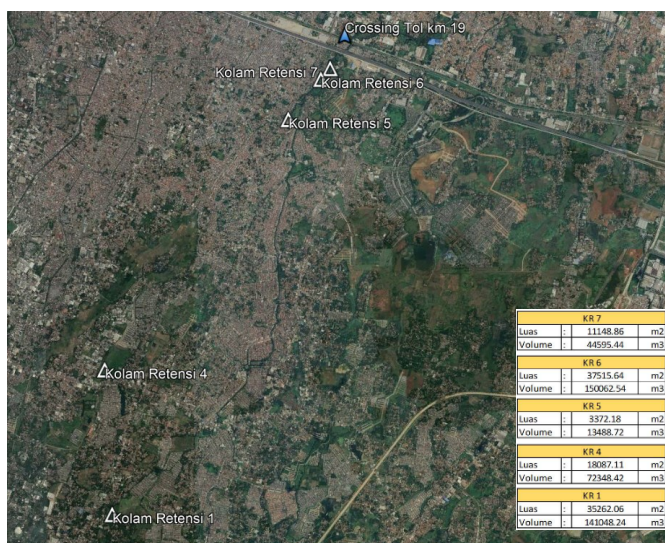 Crossing Tol km 19
Kolam Retensi 7
Kolam Retensi 6
Kolam Retensi 5
Kolam Retensi 4
Kolam Retensi 1
KR 7
Luas : 11148.86 m2
Volume : 44595.44 m3
KR 6
Luas : 37515.64 m2
Volume : 150062.54 m3
KR 5
Luas : 3372.18 m2
Volume : 13488.72 m3
KR 4
Luas : 18087.11 m2
Volume : 72348.42 m3
KR 1
Luas : 35262.06 m2
Volume : 141048.24 m3